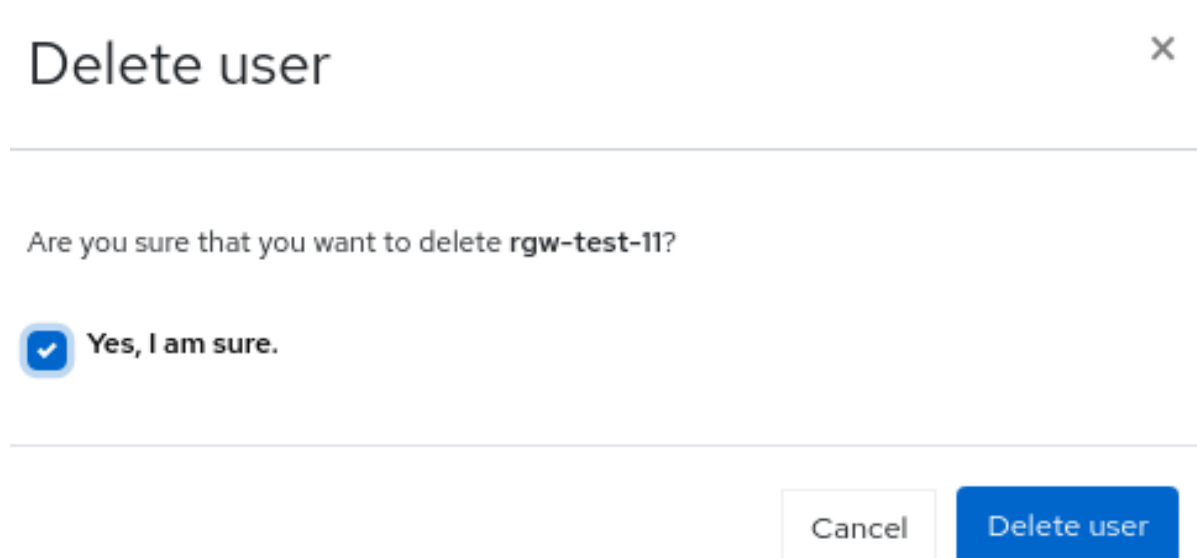 Delete user
Are you sure that you want to delete rgw-test-11?
Yes, I am sure.
Cancel
Delete user